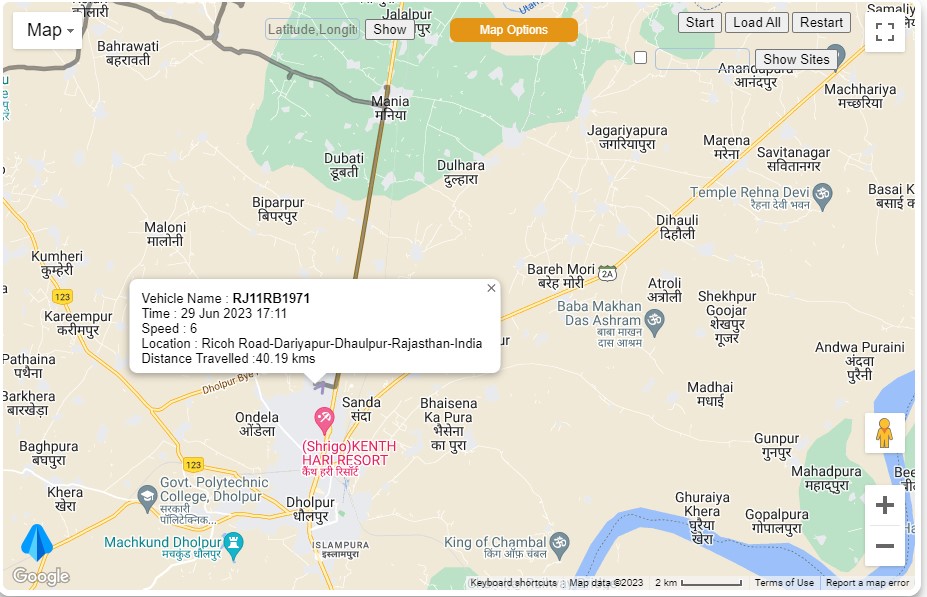 कोलारी
Jalalpur
Utan
Samaliy
Map
Latitude,Longit
Show
Map Options
Start
Load All
Restart
Bahrawati
बहरावती
Show Sites
Anandapura
आनंदपुर
Machhariya
मच्छरिया
Mania
मनिया
Jagariyapura
जगरियापुरा
Marena
मरेना
Savitanagar
सवितानगर
Dubati
डूबती
Dulhara
दुल्हारा
Temple Rehna Devi
रेहना देवी भवन
Basai K
बसाई क
Biparpur
बिपरपुर
Dihauli
दिहौली
Maloni
मालोनी
Kumheri
कुम्हेरी
Bareh Mori
बरेह मोरी
2A
Atroli
अत्रोली
123
Vehicle Name : RJ11RB1971
Time : 29 Jun 2023 17:11
Speed : 6
Location : Ricoh Road-Dariyapur-Dhaulpur-Rajasthan-India
Distance Travelled :40.19 kms
Shekhpur
Goojar
शेखपुर
गूजर
Baba Makhan
Das Ashram
बाबा माखन
दास आश्रम
Kareempur
करीमपुर
Pathaina
पथैना
Andwa Puraini
अंदवा
पुरैनी
Dholpur Bye
Barkhera
बारखेड़ा
Madhai
मधाई
Sanda
संदा
Bhaisena
Ka Pura
भैसेना
का पुरा
Ondela
ओंडेला
(Shrigo)KENTH
HARI RESORT
कैंथ हरी रिसॉर्ट
Baghpura
बघपुरा
Gunpur
गुनपुर
123
Mahadpura
महादपुरा
Bee
Khera
खेरा
Govt. Polytechnic
College, Dholpur
सरकारी
पॉलिटेक्निक...
Dholpur
धौलपुर
Ghuraiya
Khera
घुरैया
खेरा
Gopalpura
गोपालपुरा
Machkund Dholpur
मचकुंड धौलपुर
ISLAMPURA
इस्लामपुरा
King of Chambal
किंग ऑफ़ चंबल
Google
Keyboard shortcuts
Map data ©2023
2 km
Terms of Use
Report a map error